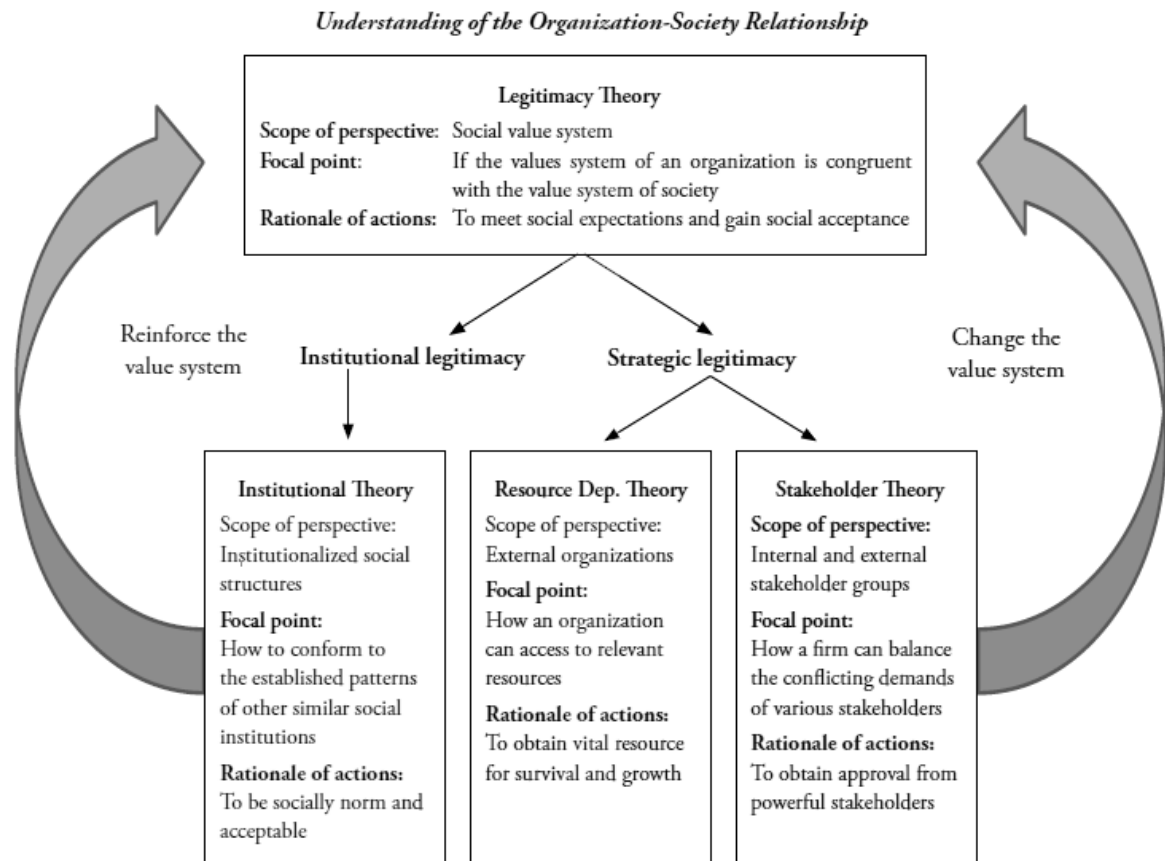 Understanding of the Organization-Society Relationship
Legitimacy Theory
Scope of perspective: Social value system
Focal point: If the values system of an organization is congruent
with the value system of society
Rationale of actions: To meet social expectations and gain social acceptance
Reinforce the
value system
Institutional legitimacy
Strategic legitimacy
Change the
value system
Institutional Theory
Scope of perspective:
Institutionalized social
structures
Focal point:
How to conform to
the established patterns
of other similar social
institutions
Rationale of actions:
To be socially norm and
acceptable
Resource Dep. Theory
Scope of perspective:
External organizations
Focal point:
How an organization
can access to relevant
resources
Rationale of actions:
To obtain vital resource
for survival and growth
Stakeholder Theory
Scope of perspective:
Internal and external
stakeholder groups
Focal point:
How a firm can balance
the conflicting demands
of various stakeholders
Rationale of actions:
To obtain approval from
powerful stakeholders